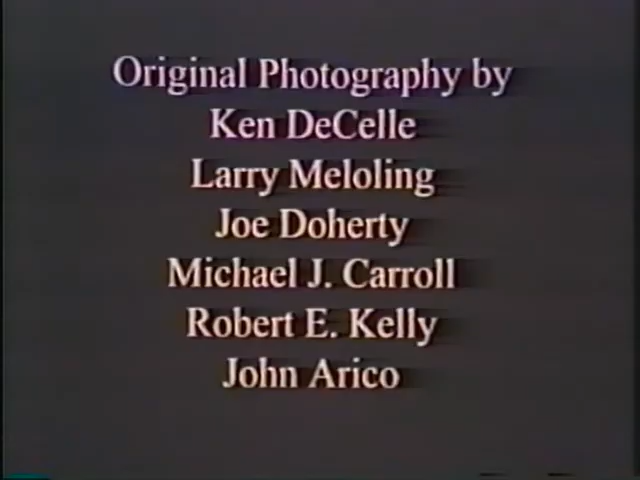 Original Photography by
Ken DeCelle
Larry Meloling
Joe Doherty
Michael J. Carroll
Robert E. Kelly
John Arico